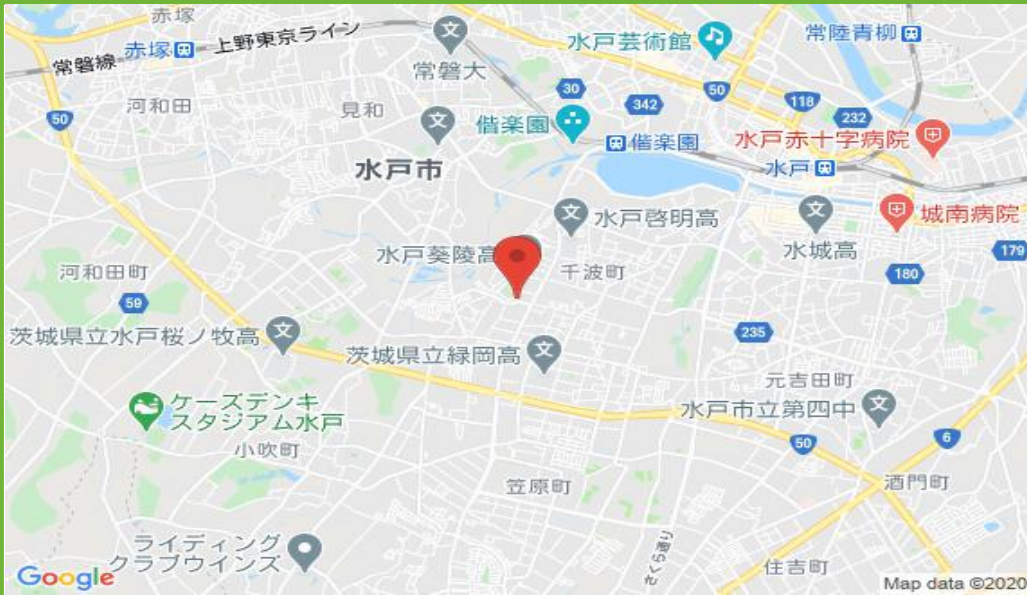 赤塚
上野東京ライン
赤塚
常磐線
常磐大
水戸芸術館
常陸青柳
河和田
見和
50
30
342
50
118
232
偕楽園
偕楽園
水戸赤十字病院
水戸市
水戸
水戸啓明高
水城高
城南病院
水戸葵陵高
千波町
河和田町
179
180
59
茨城県立水戸桜ノ牧高
235
茨城県立緑岡高
元吉田町
ケーズデンキ
スタジアム水戸
水戸市立第四中
小吹町
50
6
笠原町
酒門町
さくら通り
ライディング
クラブウインズ
住吉町
Google
Map data ©2020